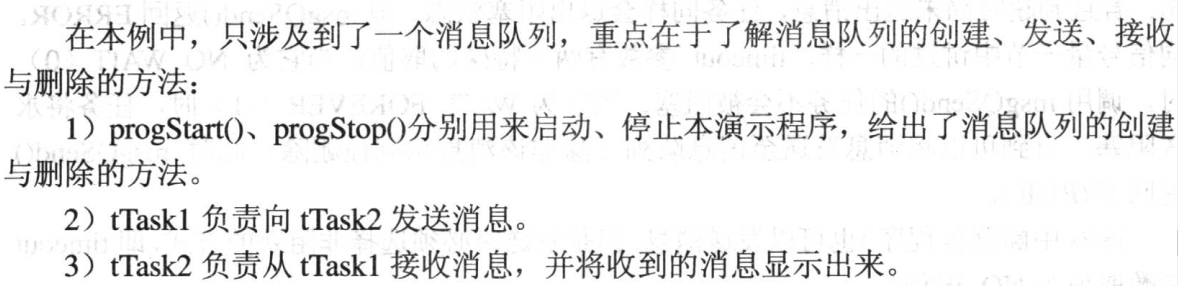 在本例中，只涉及到了一个消息队列，重点在于了解消息队列的创建、发送、接收
与删除的方法：
1）progStart()、progStop()分别用来启动、停止本演示程序，给出了消息队列的创建
与删除的方法。
2）tTask1 负责向 tTask2 发送消息。
3）tTask2 负责从 tTask1 接收消息，并将收到的消息显示出来。